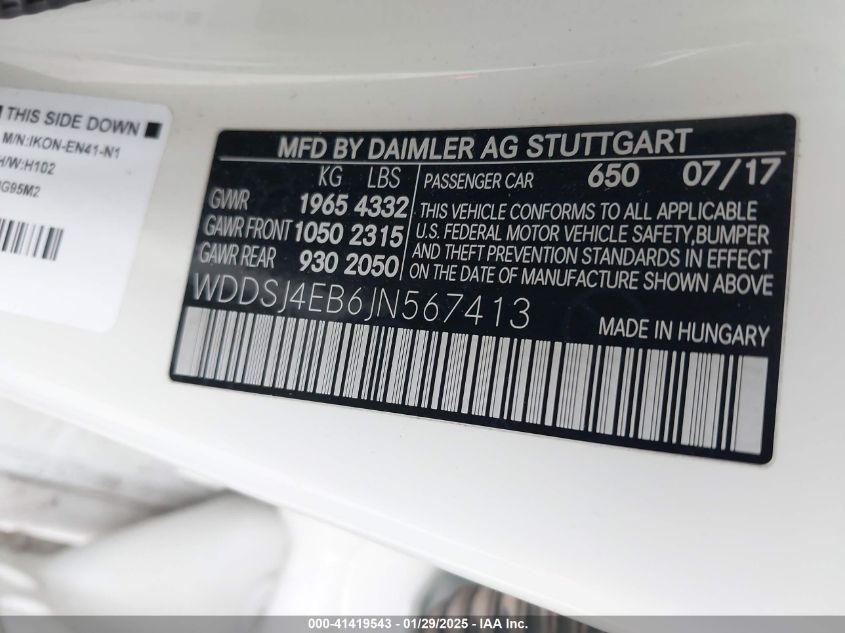 THIS SIDE DOWN
M/N:IKON-EN41-N1
H/W:H102
G95M2
MFD BY DAIMLER AG STUTTGART
KG LBS
GVWR 1965 4332
GAWR FRONT 1050 2315
GAWR REAR 930 2050
PASSENGER CAR 650 07/17
THIS VEHICLE CONFORMS TO ALL APPLICABLE
U.S. FEDERAL MOTOR VEHICLE SAFETY,BUMPER
AND THEFT PREVENTION STANDARDS IN EFFECT
ON THE DATE OF MANUFACTURE SHOWN ABOVE
WDDSJ4EB6JN567413
MADE IN HUNGARY
000-41419543 - 01/29/2025 - IAA Inc.